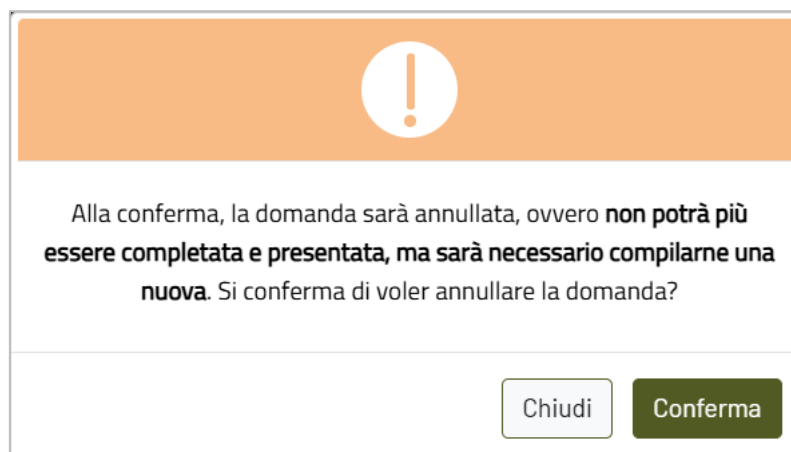 Alla conferma, la domanda sarà annullata, ovvero non potrà più
essere completata e presentata, ma sarà necessario compilarne una
nuova. Si conferma di voler annullare la domanda?
Chiudi
Conferma